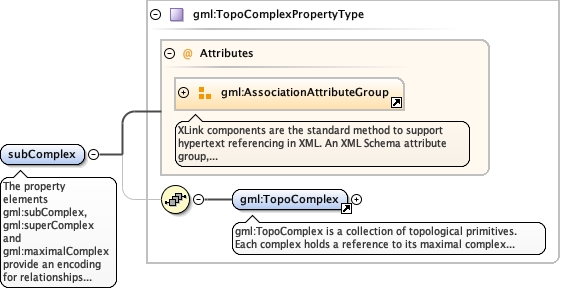 gml:TopoComplexPropertyType
@ Attributes
gml:AssociationAttributeGroup
XLink components are the standard method to support
hypertext referencing in XML. An XML Schema attribute
group,...
subComplex
The property
elements
gml:subComplex,
gml:superComplex
and
gml:maximalComplex
provide an encoding
for relationships...
gml:TopoComplex
gml:TopoComplex is a collection of topological primitives.
Each complex holds a reference to its maximal complex...